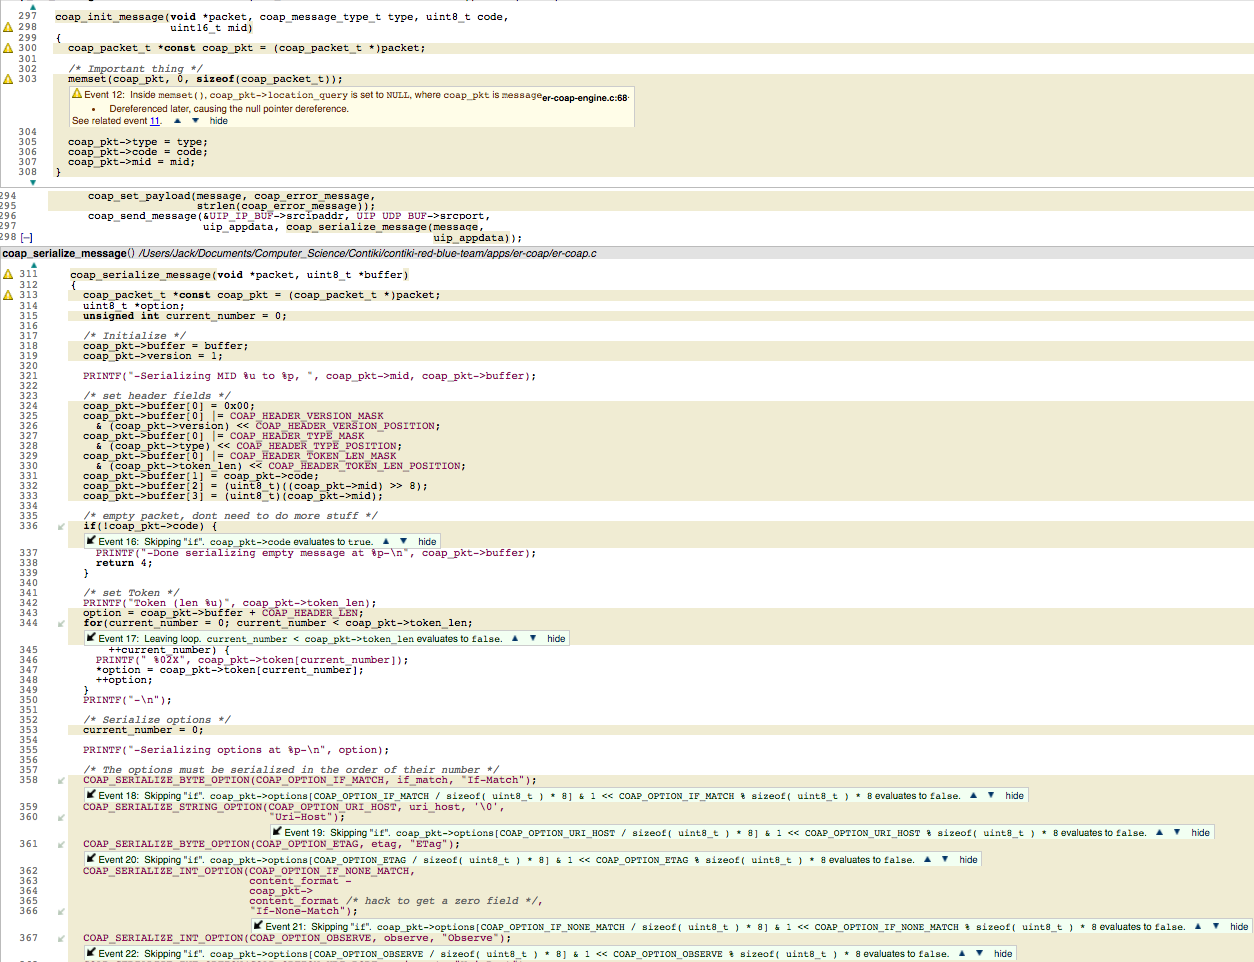 297 coap_init_message(void *packet, coap_message_type_t type, uint8_t code,
298 uint16_t mid)
299 {
300 coap_packet_t *const coap_pkt = (coap_packet_t *)packet;
301
302 /* Important thing */
303 memset(coap_pkt, 0, sizeof(coap_packet_t));
Event 12: Inside memset(), coap_pkt->location_query is set to NULL, where coap_pkt is message er-coap-engine.c:68.
• Dereferenced later, causing the null pointer dereference.
See related event 11. ▲ ▼ hide
304
305 coap_pkt->type = type;
306 coap_pkt->code = code;
307 coap_pkt->mid = mid;
308 }
294 coap_set_payload(message, coap_error_message,
295 strlen(coap_error_message));
296 coap_send_message(&UIP_IP_BUF->srcipaddr, UIP_UDP_BUF->srcport,
297 uip_appdata, coap_serialize_message(message,
298 [–] uip_appdata));
coap_serialize_message() /Users/Jack/Documents/Computer_Science/Contiki/contiki-red-blue-team/apps/er-coap/er-coap.c
311 coap_serialize_message(void *packet, uint8_t *buffer)
312 {
313 coap_packet_t *const coap_pkt = (coap_packet_t *)packet;
314 uint8_t *option;
315 unsigned int current_number = 0;
316
317 /* Initialize */
318 coap_pkt->buffer = buffer;
319 coap_pkt->version = 1;
320
321 PRINTF("-Serializing MID %u to %p, ", coap_pkt->mid, coap_pkt->buffer);
322
323 /* set header fields */
324 coap_pkt->buffer[0] = 0x00;
325 coap_pkt->buffer[0] |= COAP_HEADER_VERSION_MASK
326 & (coap_pkt->version) << COAP_HEADER_VERSION_POSITION;
327 coap_pkt->buffer[0] |= COAP_HEADER_TYPE_MASK
328 & (coap_pkt->type) << COAP_HEADER_TYPE_POSITION;
329 coap_pkt->buffer[0] |= COAP_HEADER_TOKEN_LEN_MASK
330 & (coap_pkt->token_len) << COAP_HEADER_TOKEN_LEN_POSITION;
331 coap_pkt->buffer[1] = coap_pkt->code;
332 coap_pkt->buffer[2] = (uint8_t)((coap_pkt->mid) >> 8);
333 coap_pkt->buffer[3] = (uint8_t)(coap_pkt->mid);
334
335 /* empty packet, dont need to do more stuff */
336 if(!coap_pkt->code) {
Event 16: Skipping "if". coap_pkt->code evaluates to true. ▲ ▼ hide
337 PRINTF("-Done serializing empty message at %p-\n", coap_pkt->buffer);
338 return 4;
339 }
340
341 /* set Token */
342 PRINTF("Token (len %u)", coap_pkt->token_len);
343 option = coap_pkt->buffer + COAP_HEADER_LEN;
344 for(current_number = 0; current_number < coap_pkt->token_len;
Event 17: Leaving loop. current_number < coap_pkt->token_len evaluates to false. ▲ ▼ hide
345 ++current_number) {
346 PRINTF(" %02X", coap_pkt->token[current_number]);
347 *option = coap_pkt->token[current_number];
348 ++option;
349 }
350 PRINTF("-\n");
351
352 /* Serialize options */
353 current_number = 0;
354
355 PRINTF("-Serializing options at %p-\n", option);
356
357 /* The options must be serialized in the order of their number */
358 COAP_SERIALIZE_BYTE_OPTION(COAP_OPTION_IF_MATCH, if_match, "If-Match");
Event 18: Skipping "if". coap_pkt->options[COAP_OPTION_IF_MATCH / sizeof( uint8_t ) * 8] & 1 << COAP_OPTION_IF_MATCH % sizeof( uint8_t ) * 8 evaluates to false. ▲ ▼ hide
359 COAP_SERIALIZE_STRING_OPTION(COAP_OPTION_URI_HOST, uri_host, '\0',
360 "Uri-Host");
Event 19: Skipping "if". coap_pkt->options[COAP_OPTION_URI_HOST / sizeof( uint8_t ) * 8] & 1 << COAP_OPTION_URI_HOST % sizeof( uint8_t ) * 8 evaluates to false. ▲ ▼ hide
361 COAP_SERIALIZE_BYTE_OPTION(COAP_OPTION_ETAG, etag, "ETag");
Event 20: Skipping "if". coap_pkt->options[COAP_OPTION_ETAG / sizeof( uint8_t ) * 8] & 1 << COAP_OPTION_ETAG % sizeof( uint8_t ) * 8 evaluates to false. ▲ ▼ hide
362 COAP_SERIALIZE_INT_OPTION(COAP_OPTION_IF_NONE_MATCH,
363 content_format -
364 coap_pkt->
365 content_format /* hack to get a zero field */,
366 "If-None-Match");
Event 21: Skipping "if". coap_pkt->options[COAP_OPTION_IF_NONE_MATCH / sizeof( uint8_t ) * 8] & 1 << COAP_OPTION_IF_NONE_MATCH % sizeof( uint8_t ) * 8 evaluates to false. ▲ ▼ hide
367 COAP_SERIALIZE_INT_OPTION(COAP_OPTION_OBSERVE, observe, "Observe");
Event 22: Skipping "if". coap_pkt->options[COAP_OPTION_OBSERVE / sizeof( uint8_t ) * 8] & 1 << COAP_OPTION_OBSERVE % sizeof( uint8_t ) * 8 evaluates to false. ▲ ▼ hide